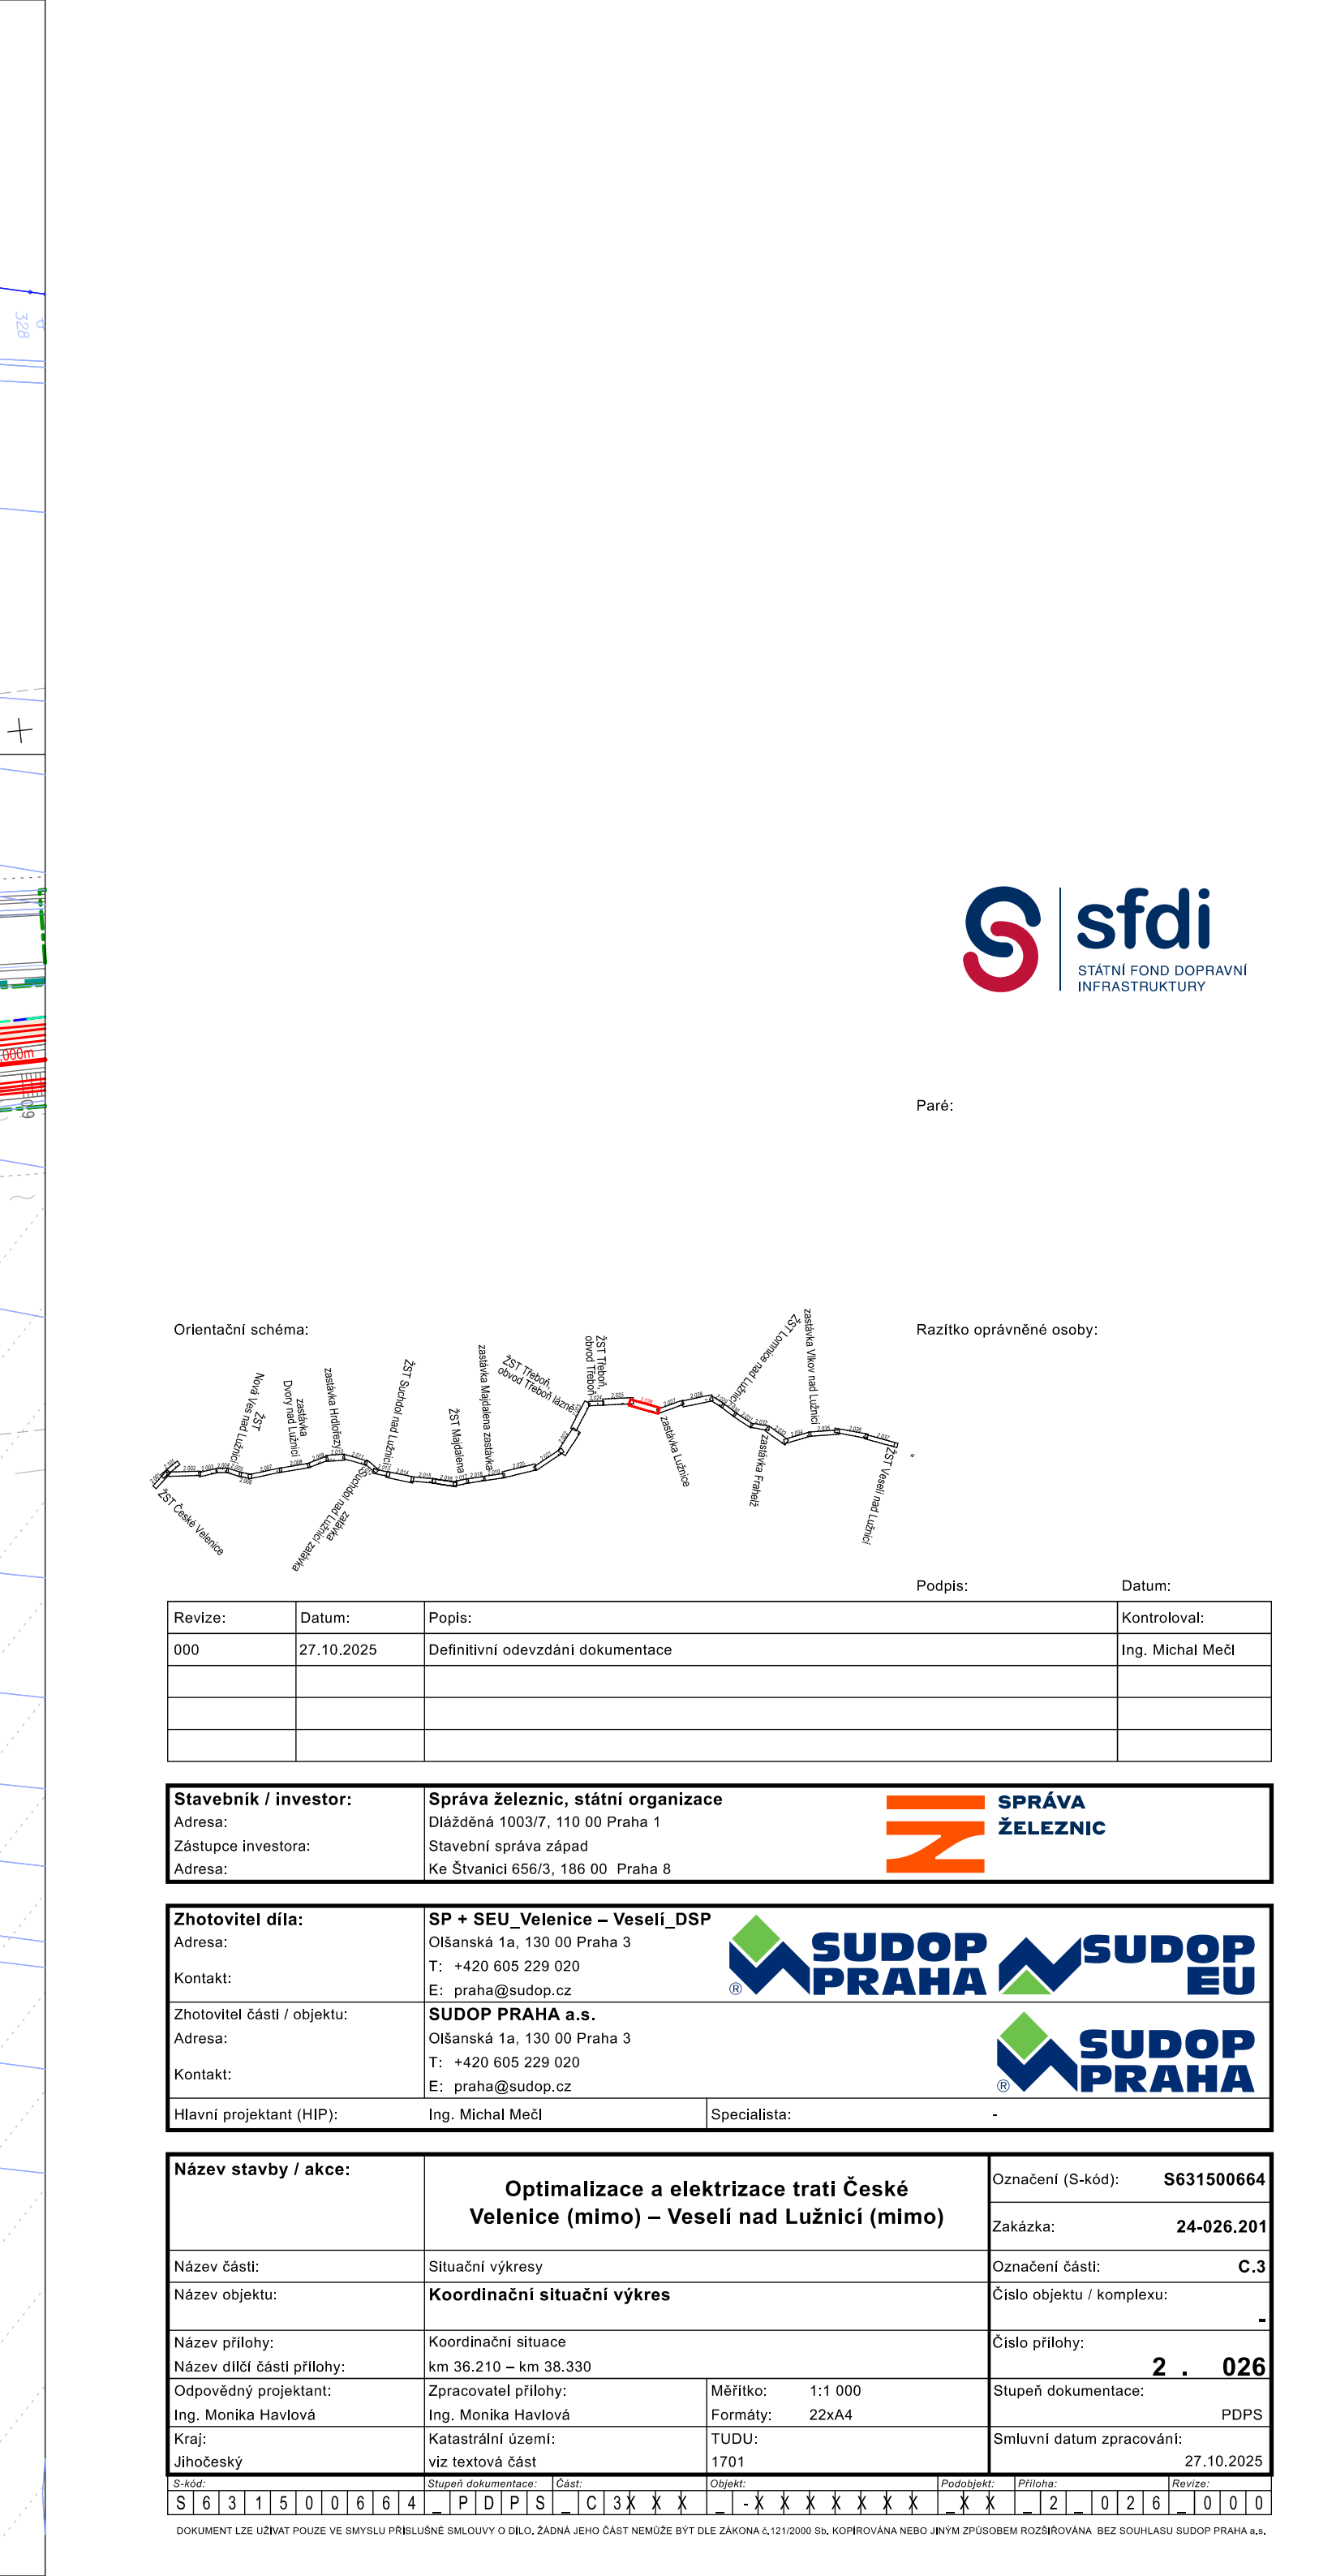 328
.000m
0.9
sfdi
STÁTNÍ FOND DOPRAVNÍ
INFRASTRUKTURY
Paré:
Orientační schéma:
Razítko oprávněné osoby:
ŽST České Velenice
ŽST
Nová Ves nad Lužnicí
zastávka
Dvory nad Lužnicí
zastávka Hrdlořezy
zatávka
Suchdol nad Lužnicí zatávka
ŽST Suchdol nad Lužnicí
ŽST Majdalena
zastávka Majdalena zastávka
ŽST Třeboň,
obvod Třeboň lázně
ŽST Třeboň,
obvod Třeboň
zastávka Lužnice
ŽST Lomnice nad Lužnicí
zastávka Frahelž
zastávka Vlkov nad Lužnicí
ŽST Veselí nad Lužnicí
Podpis: Datum:
Revize: Datum: Popis: Kontroloval:
000 27.10.2025 Definitivní odevzdání dokumentace Ing. Michal Mečl
Stavebník / investor: Správa železnic, státní organizace
Adresa: Dlážděná 1003/7, 110 00 Praha 1
Zástupce investora: Stavební správa západ
Adresa: Ke Štvanici 656/3, 186 00 Praha 8
SPRÁVA
ŽELEZNIC
Zhotovitel díla: SP + SEU_Velenice – Veselí_DSP
Adresa: Olšanská 1a, 130 00 Praha 3
Kontakt: T: +420 605 229 020
E: praha@sudop.cz
SUDOP
PRAHA
®
SUDOP
EU
Zhotovitel části / objektu: SUDOP PRAHA a.s.
Adresa: Olšanská 1a, 130 00 Praha 3
Kontakt: T: +420 605 229 020
E: praha@sudop.cz
SUDOP
PRAHA
®
Hlavní projektant (HIP): Ing. Michal Mečl Specialista: -
Název stavby / akce: Optimalizace a elektrizace trati České
Velenice (mimo) – Veselí nad Lužnicí (mimo)
Označení (S-kód): S631500664
Zakázka: 24-026.201
Název části: Situační výkresy Označení části: C.3
Název objektu: Koordinační situační výkres Číslo objektu / komplexu:
-
Název přílohy: Koordinační situace Číslo přílohy:
Název dílčí části přílohy: km 36.210 – km 38.330 2 . 026
Odpovědný projektant: Zpracovatel přílohy: Měřítko: 1:1 000 Stupeň dokumentace:
Ing. Monika Havlová Ing. Monika Havlová Formáty: 22xA4 PDPS
Kraj: Katastrální území: TUDU: Smluvní datum zpracování:
Jihočeský viz textová část 1701 27.10.2025
S-kód: Stupeň dokumentace: Část: Objekt: Podobjekt: Příloha: Revize:
S 6 3 1 5 0 0 6 6 4 _ P D P S _ C 3 X X X _ - X X X X X X X _ X X _ 2 _ 0 2 6 _ 0 0 0
DOKUMENT LZE UŽÍVAT POUZE VE SMYSLU PŘÍSLUŠNÉ SMLOUVY O DÍLO. ŽÁDNÁ JEHO ČÁST NEMŮŽE BÝT DLE ZÁKONA č.121/2000 Sb. KOPÍROVÁNA NEBO JINÝM ZPŮSOBEM ROZŠIŘOVÁNA BEZ SOUHLASU SUDOP PRAHA a.s.